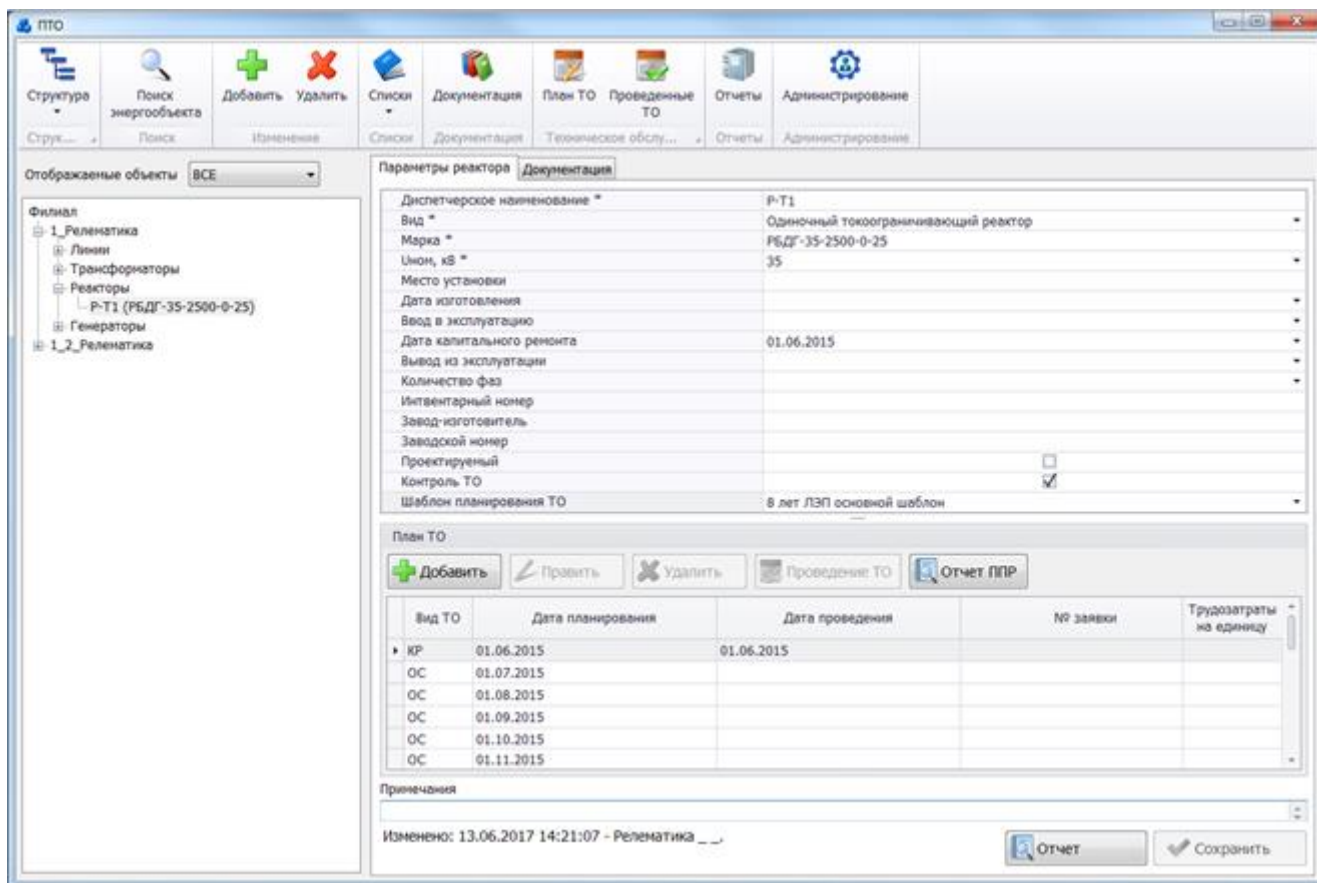 ПТО
Структура Поиск энергообъекта Добавить Удалить Списки Документация План ТО Проведенные ТО Отчеты Администрирование
Струк... Поиск Изменение Списки Документация Техническое обслу... Отчеты Администрирование
Отображаемые объекты ВСЕ
Филиал
1_Релематика
Линии
Трансформаторы
Реакторы
Р-Т1 (РБДГ-35-2500-0-25)
Генераторы
1_2_Релематика
Параметры реактора Документация
Диспетчерское наименование * Р-Т1
Вид * Одиночный токоограничивающий реактор
Марка * РБДГ-35-2500-0-25
Uном, кВ * 35
Место установки
Дата изготовления
Ввод в эксплуатацию
Дата капитального ремонта 01.06.2015
Вывод из эксплуатации
Количество фаз
Интвентарный номер
Завод-изготовитель
Заводской номер
Проектируемый
Контроль ТО
Шаблон планирования ТО 8 лет ЛЭП основной шаблон
План ТО
Добавить Править Удалить Проведение ТО Отчет ППР
Вид ТО Дата планирования Дата проведения № заявки Трудозатраты на единицу
КР 01.06.2015 01.06.2015
ОС 01.07.2015
ОС 01.08.2015
ОС 01.09.2015
ОС 01.10.2015
ОС 01.11.2015
Примечания
Изменено: 13.06.2017 14:21:07 - Релематика _ _.
Отчет Сохранить